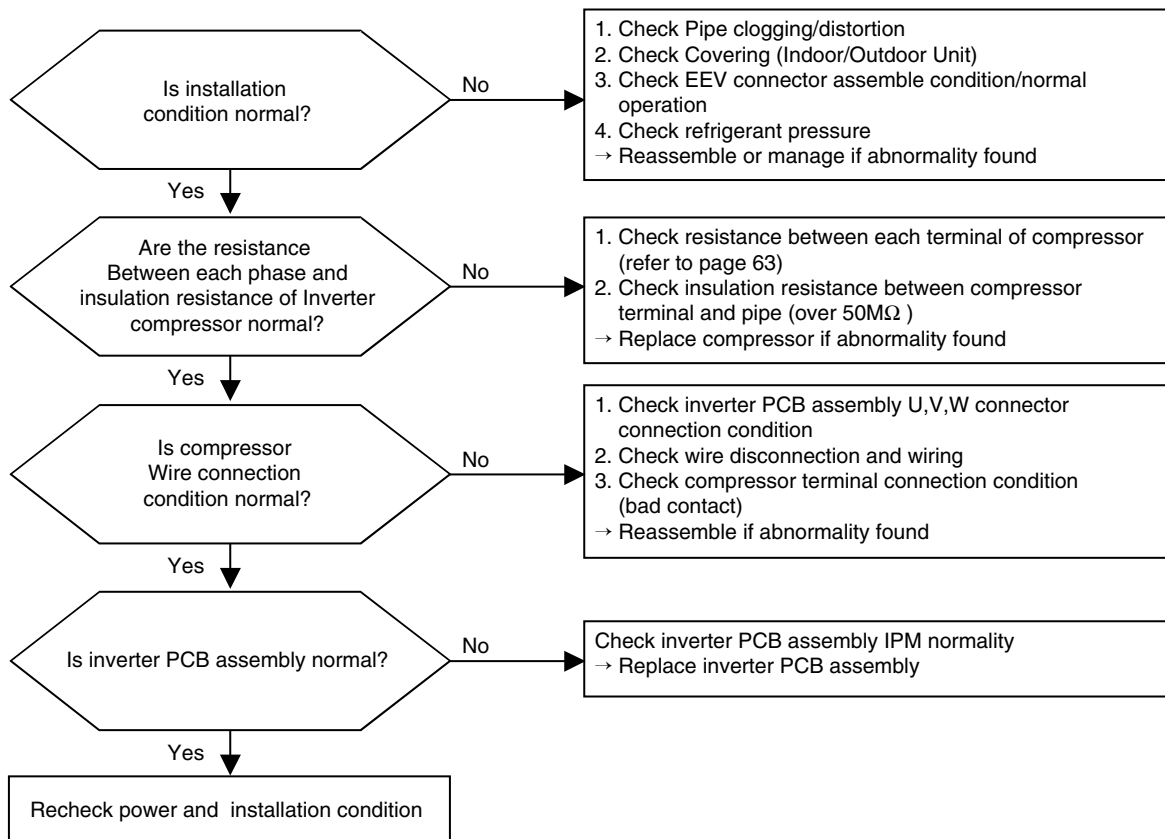 Is installation
condition normal?
No
1. Check Pipe clogging/distortion
2. Check Covering (Indoor/Outdoor Unit)
3. Check EEV connector assemble condition/normal
operation
4. Check refrigerant pressure
→ Reassemble or manage if abnormality found
Yes
Are the resistance
Between each phase and
insulation resistance of Inverter
compressor normal?
No
1. Check resistance between each terminal of compressor
(refer to page 63)
2. Check insulation resistance between compressor
terminal and pipe (over 50MΩ )
→ Replace compressor if abnormality found
Yes
Is compressor
Wire connection
condition normal?
No
1. Check inverter PCB assembly U,V,W connector
connection condition
2. Check wire disconnection and wiring
3. Check compressor terminal connection condition
(bad contact)
→ Reassemble if abnormality found
Yes
Is inverter PCB assembly normal?
No
Check inverter PCB assembly IPM normality
→ Replace inverter PCB assembly
Yes
Recheck power and installation condition